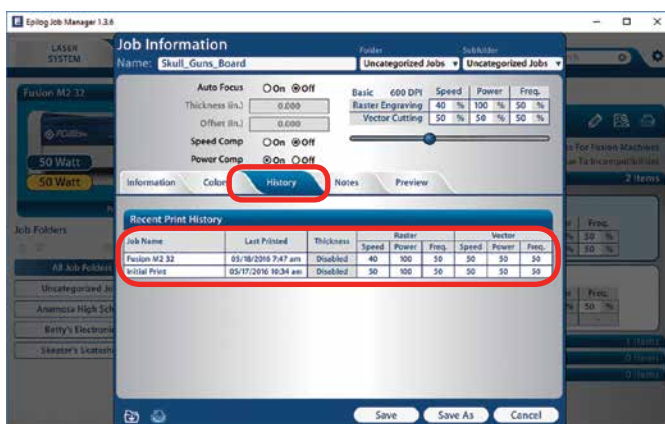 Epilog Job Manager 1.3.6
LASER
SYSTEM
Job Information
Name: Skull_Guns_Board
Folder
Uncategorized Jobs
Subfolder
Uncategorized Jobs
Auto Focus On Off
Thickness (in.) 0.000
Offset (in.) 0.000
Speed Comp On Off
Power Comp On Off
Basic 600 DPI Speed Power Freq.
Raster Engraving 40 % 100 % 50 %
Vector Cutting 50 % 50 % 50 %
Information Color History Notes Preview
Recent Print History
Job Name Last Printed Thickness Raster Vector
Speed Power Freq. Speed Power Freq.
Fusion M2 32 05/18/2016 7:47 am Disabled 40 100 50 50 50 50
Initial Print 05/17/2016 10:34 am Disabled 50 100 50 50 50 50
Save Save As Cancel
Fusion M2 32
50 Watt
50 Watt
Job Folders
All Job Folders
Uncategorized
Anamosa High
Betty's
Skeeter's
For Fusion Machines
To Incompatibilities
2 Items
Freq.
% 50 %
% 50 %
Freq.
% 50 %
1 Items
0 Items
0 Items